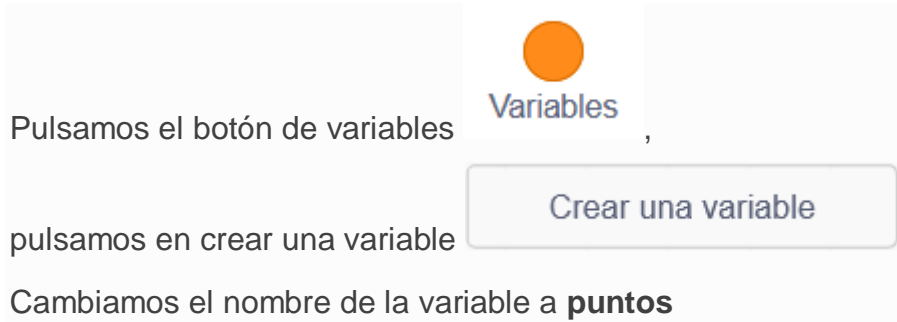 Pulsamos el botón de variables Variables ,
pulsamos en crear una variable Crear una variable
Cambiamos el nombre de la variable a puntos